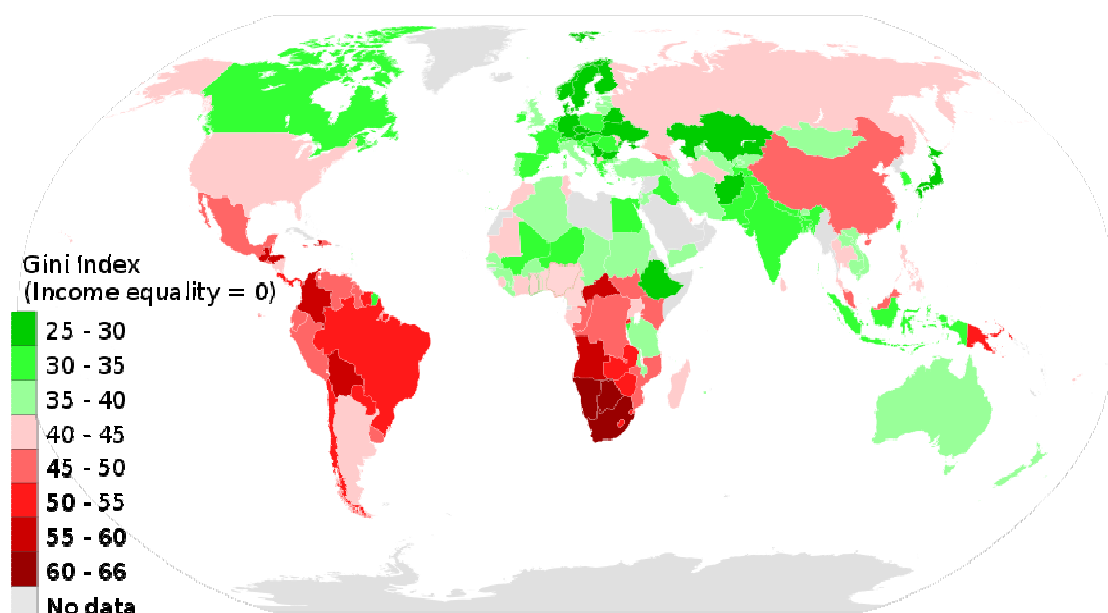 Gini Index
(Income equality = 0)
25 - 30
30 - 35
35 - 40
40 - 45
45 - 50
50 - 55
55 - 60
60 - 66
No data